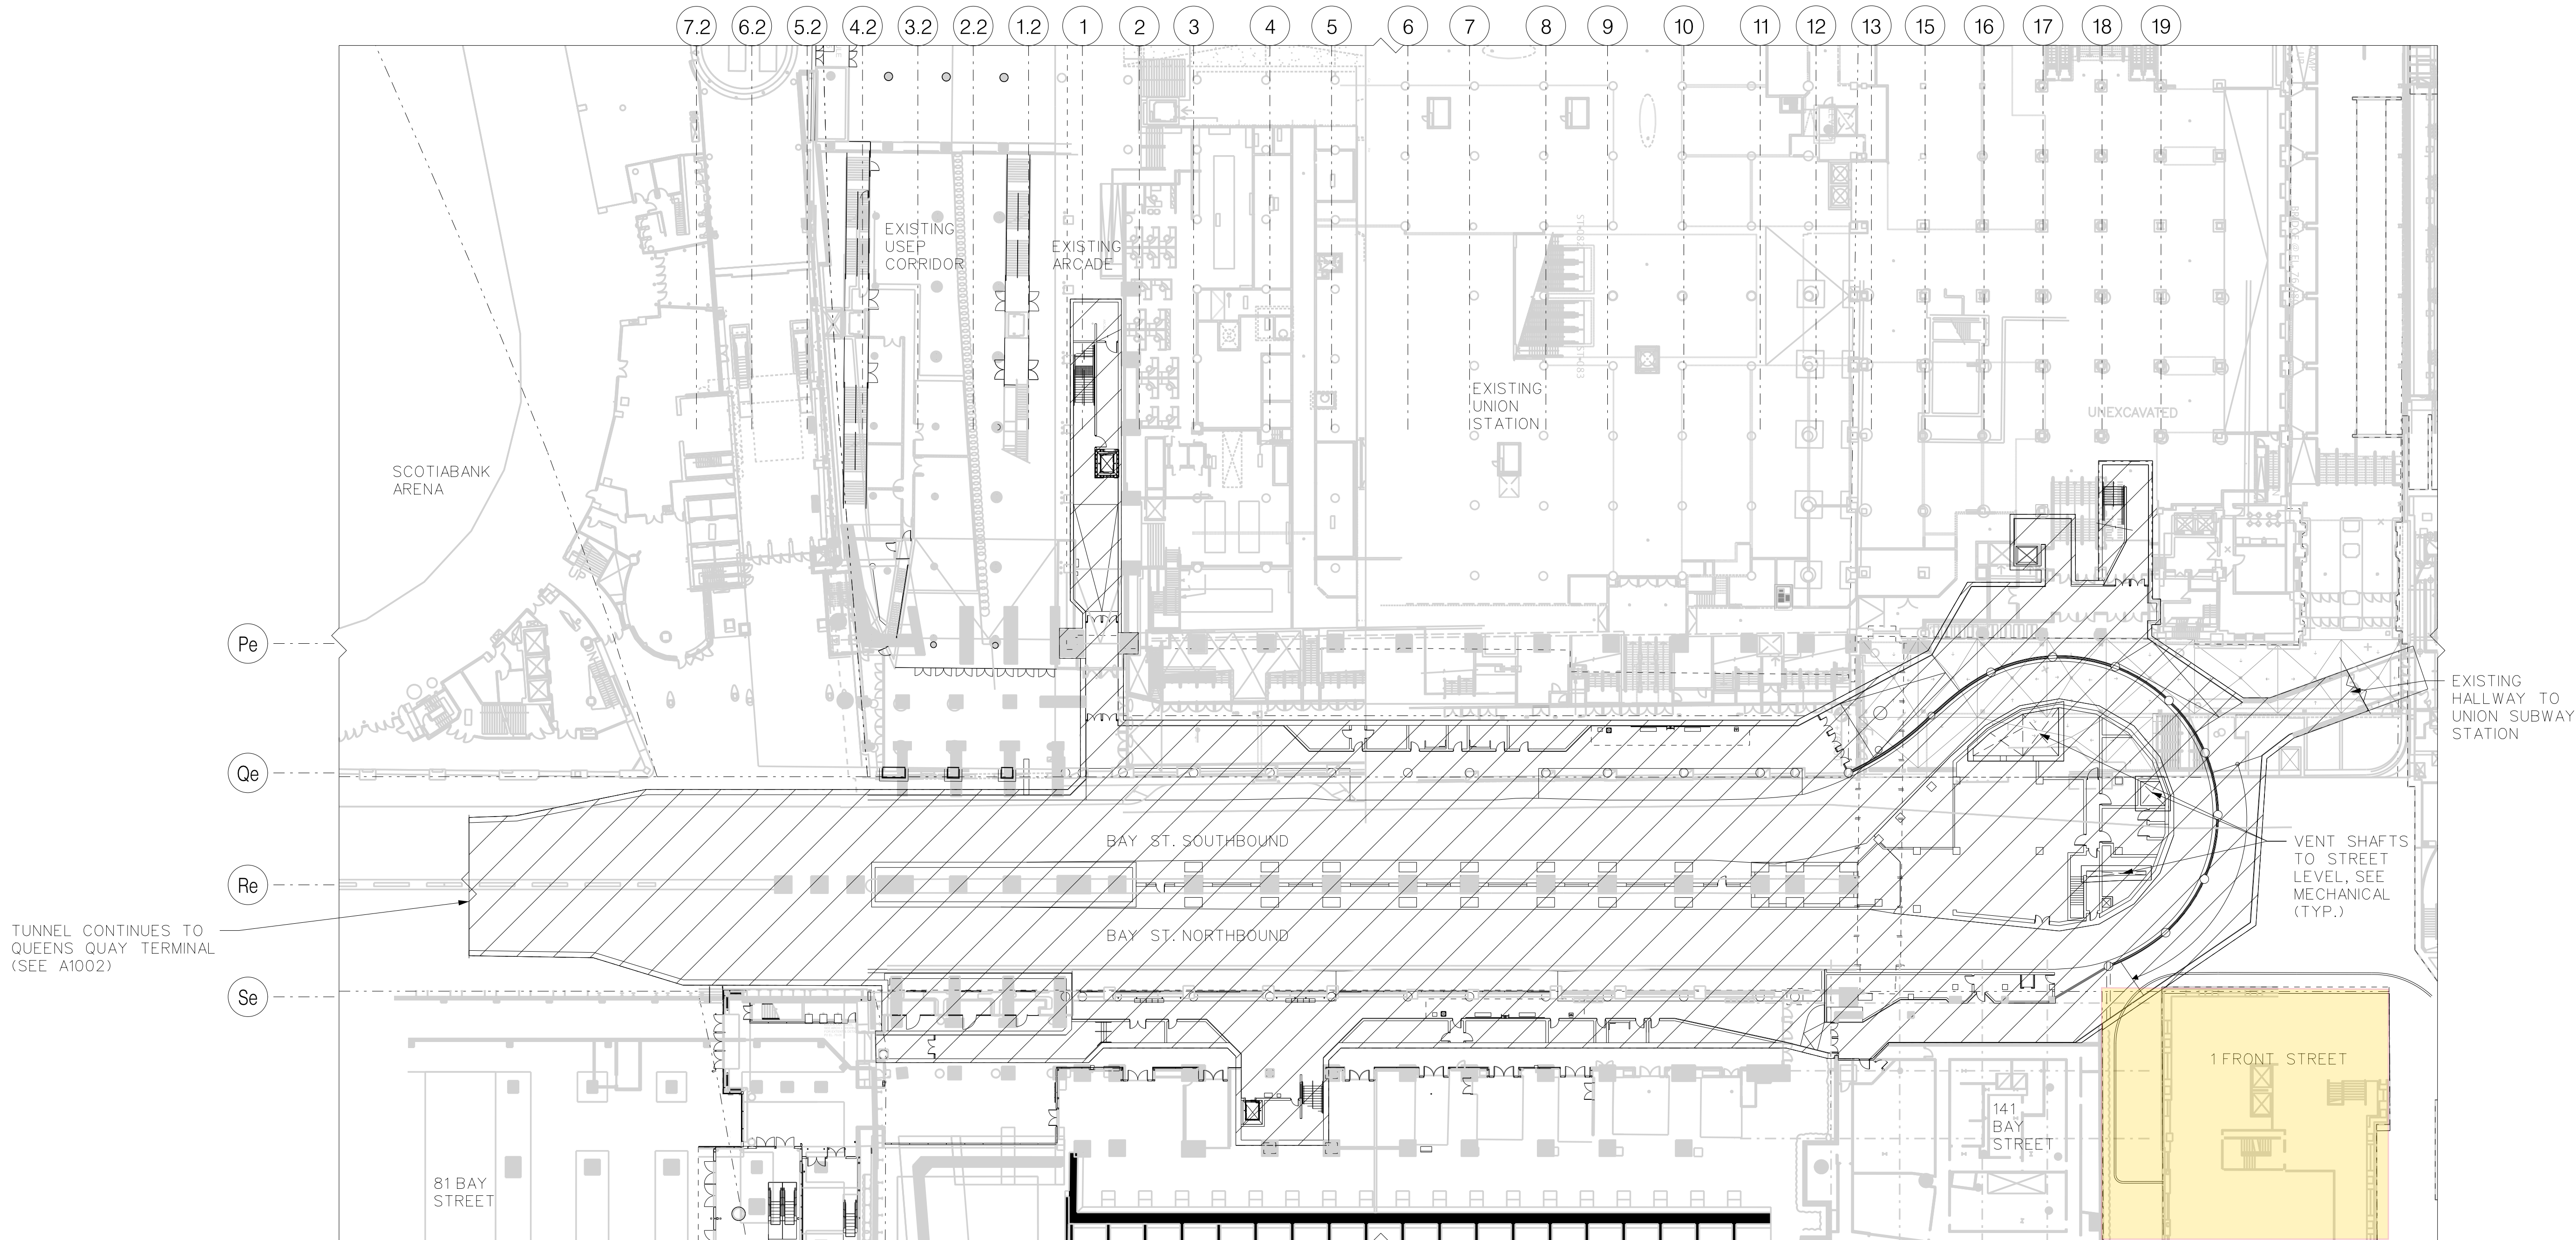 7.2 6.2 5.2 4.2 3.2 2.2 1.2 1 2 3 4 5 6 7 8 9 10 11 12 13 15 16 17 18 19
EXISTING
USEP
CORRIDOR
EXISTING
ARCADE
EXISTING
UNION
STATION
UNEXCAVATED
SCOTIABANK
ARENA
UP
Pe
EXISTING
HALLWAY TO
UNION SUBWAY
STATION
Qe
BAY ST. SOUTHBOUND
VENT SHAFTS
TO STREET
LEVEL, SEE
MECHANICAL
(TYP.)
Re
TUNNEL CONTINUES TO
QUEENS QUAY TERMINAL
(SEE A1002)
BAY ST. NORTHBOUND
Se
1 FRONT STREET
141
BAY
STREET
81 BAY
STREET